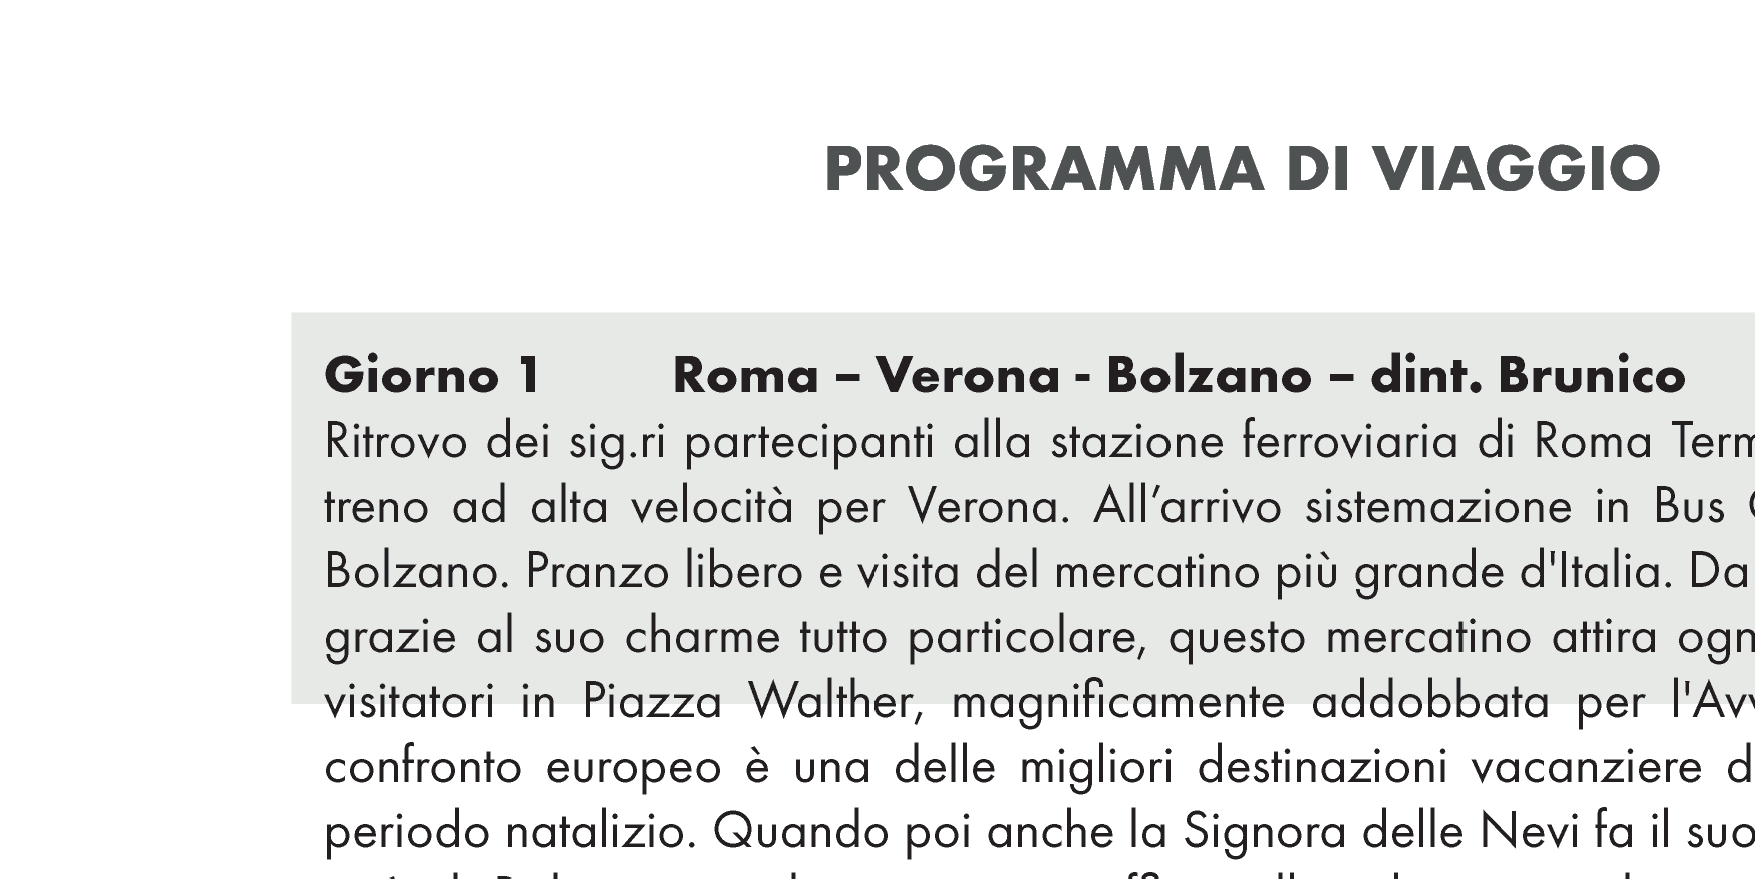 PROGRAMMA DI VIAGGIO
Giorno 1 Roma – Verona - Bolzano – dint. Brunico
Ritrovo dei sig.ri partecipanti alla stazione ferroviaria di Roma
treno ad alta velocità per Verona. All’arrivo sistemazione in Bus
Bolzano. Pranzo libero e visita del mercatino più grande d'Italia. Da
grazie al suo charme tutto particolare, questo mercatino attira
visitatori in Piazza Walther, magnificamente addobbata per
confronto europeo è una delle migliori destinazioni vacanziere
periodo natalizio. Quando poi anche la Signora delle Nevi fa il suo